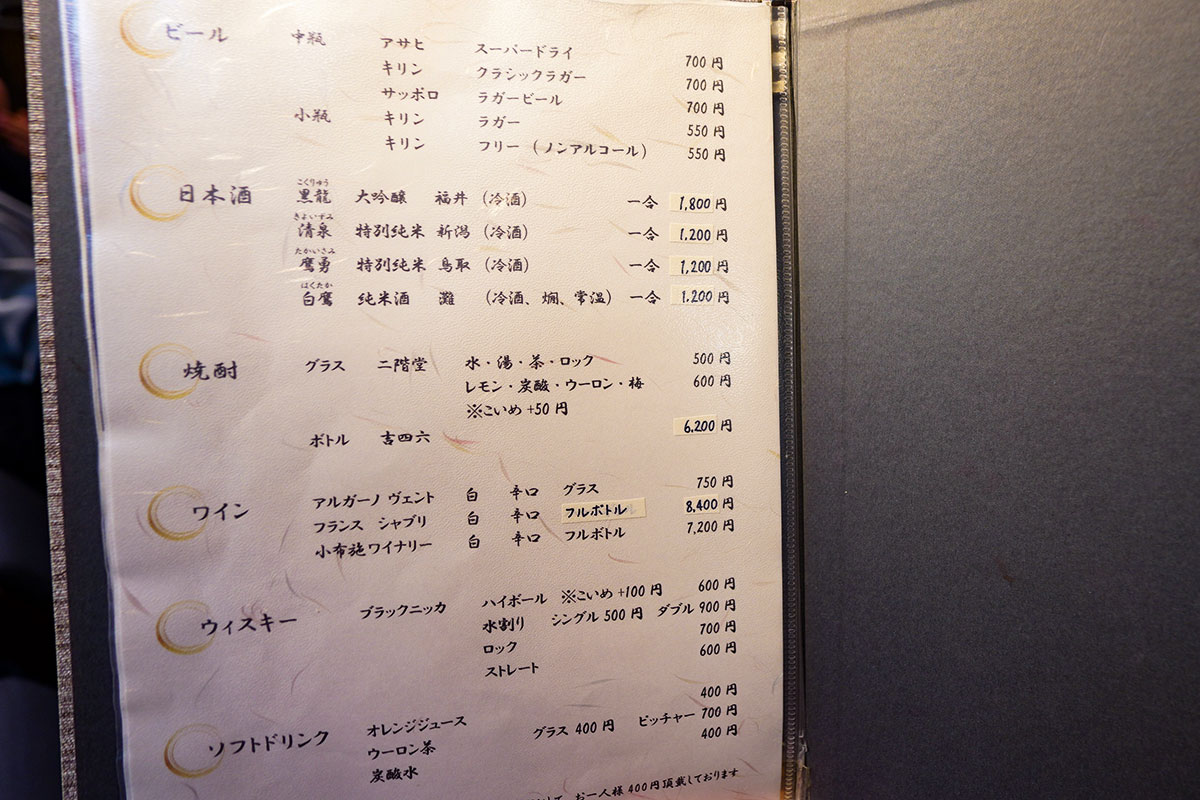 ビール 中瓶 アサヒ スーパードライ 700円
キリン クラシックラガー 700円
サッポロ ラガービール 700円
小瓶 キリン ラガー 550円
キリン フリー (ノンアルコール) 550円
こくりゅう
日本酒 黒龍 大吟醸 福井 (冷酒) 一合 1,800円
きよいずみ
清泉 特別純米 新潟 (冷酒) 一合 1,200円
たかいさみ
鷹勇 特別純米 鳥取 (冷酒) 一合 1,200円
はくたか
白鷹 純米酒 灘 (冷酒、燗、常温) 一合 1,200円
焼酎 グラス 二階堂 水・湯・茶・ロック 500円
レモン・炭酸・ウーロン・梅 600円
※こいめ +50円
ボトル 吉四六 6,200円
ワイン アルガーノ ヴェント 白 辛口 グラス 750円
フランス シャブリ 白 辛口 フルボトル 8,400円
小布施ワイナリー 白 辛口 フルボトル 7,200円
ウィスキー ブラックニッカ ハイボール ※こいめ +100円 600円
水割り シングル 500円 ダブル 900円
ロック 700円
ストレート 600円
ソフトドリンク オレンジジュース 400円
ウーロン茶 グラス 400円 ピッチャー 700円
炭酸水 400円
お一人様400円頂戴しております